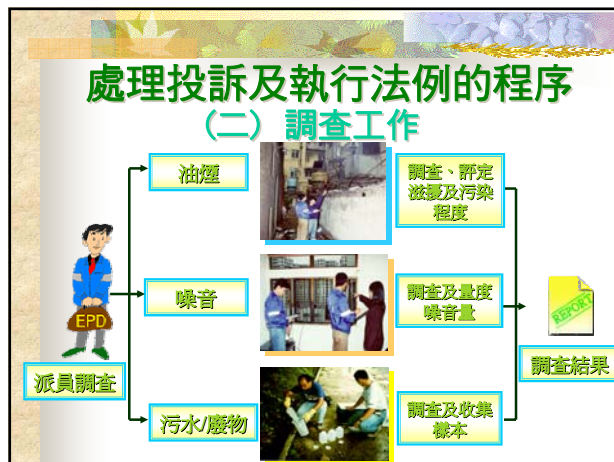 處理投訴及執行法例的程序
（二）調查工作
油煙
調查、評定
滋擾及污染
程度
EPD
噪音
調查及量度
噪音量
REPORT
派員調查
調查結果
污水/廢物
調查及收集
樣本